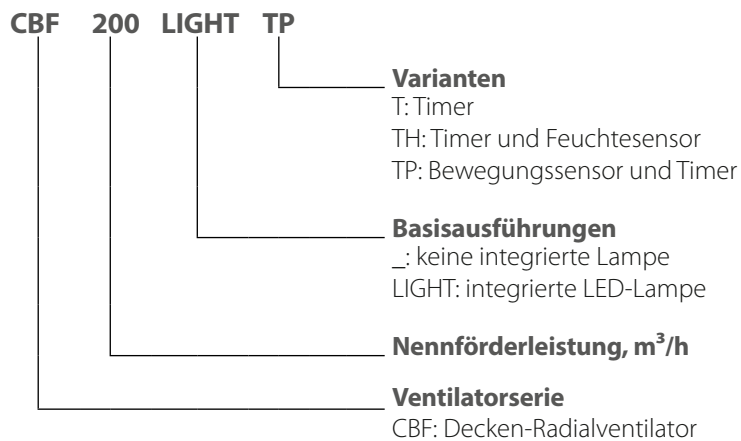 CBF 200 LIGHT TP
Varianten
T: Timer
TH: Timer und Feuchtesensor
TP: Bewegungssensor und Timer
Basisausführungen
_: keine integrierte Lampe
LIGHT: integrierte LED-Lampe
Nennförderleistung, m³/h
Ventilatorserie
CBF: Decken-Radialventilator